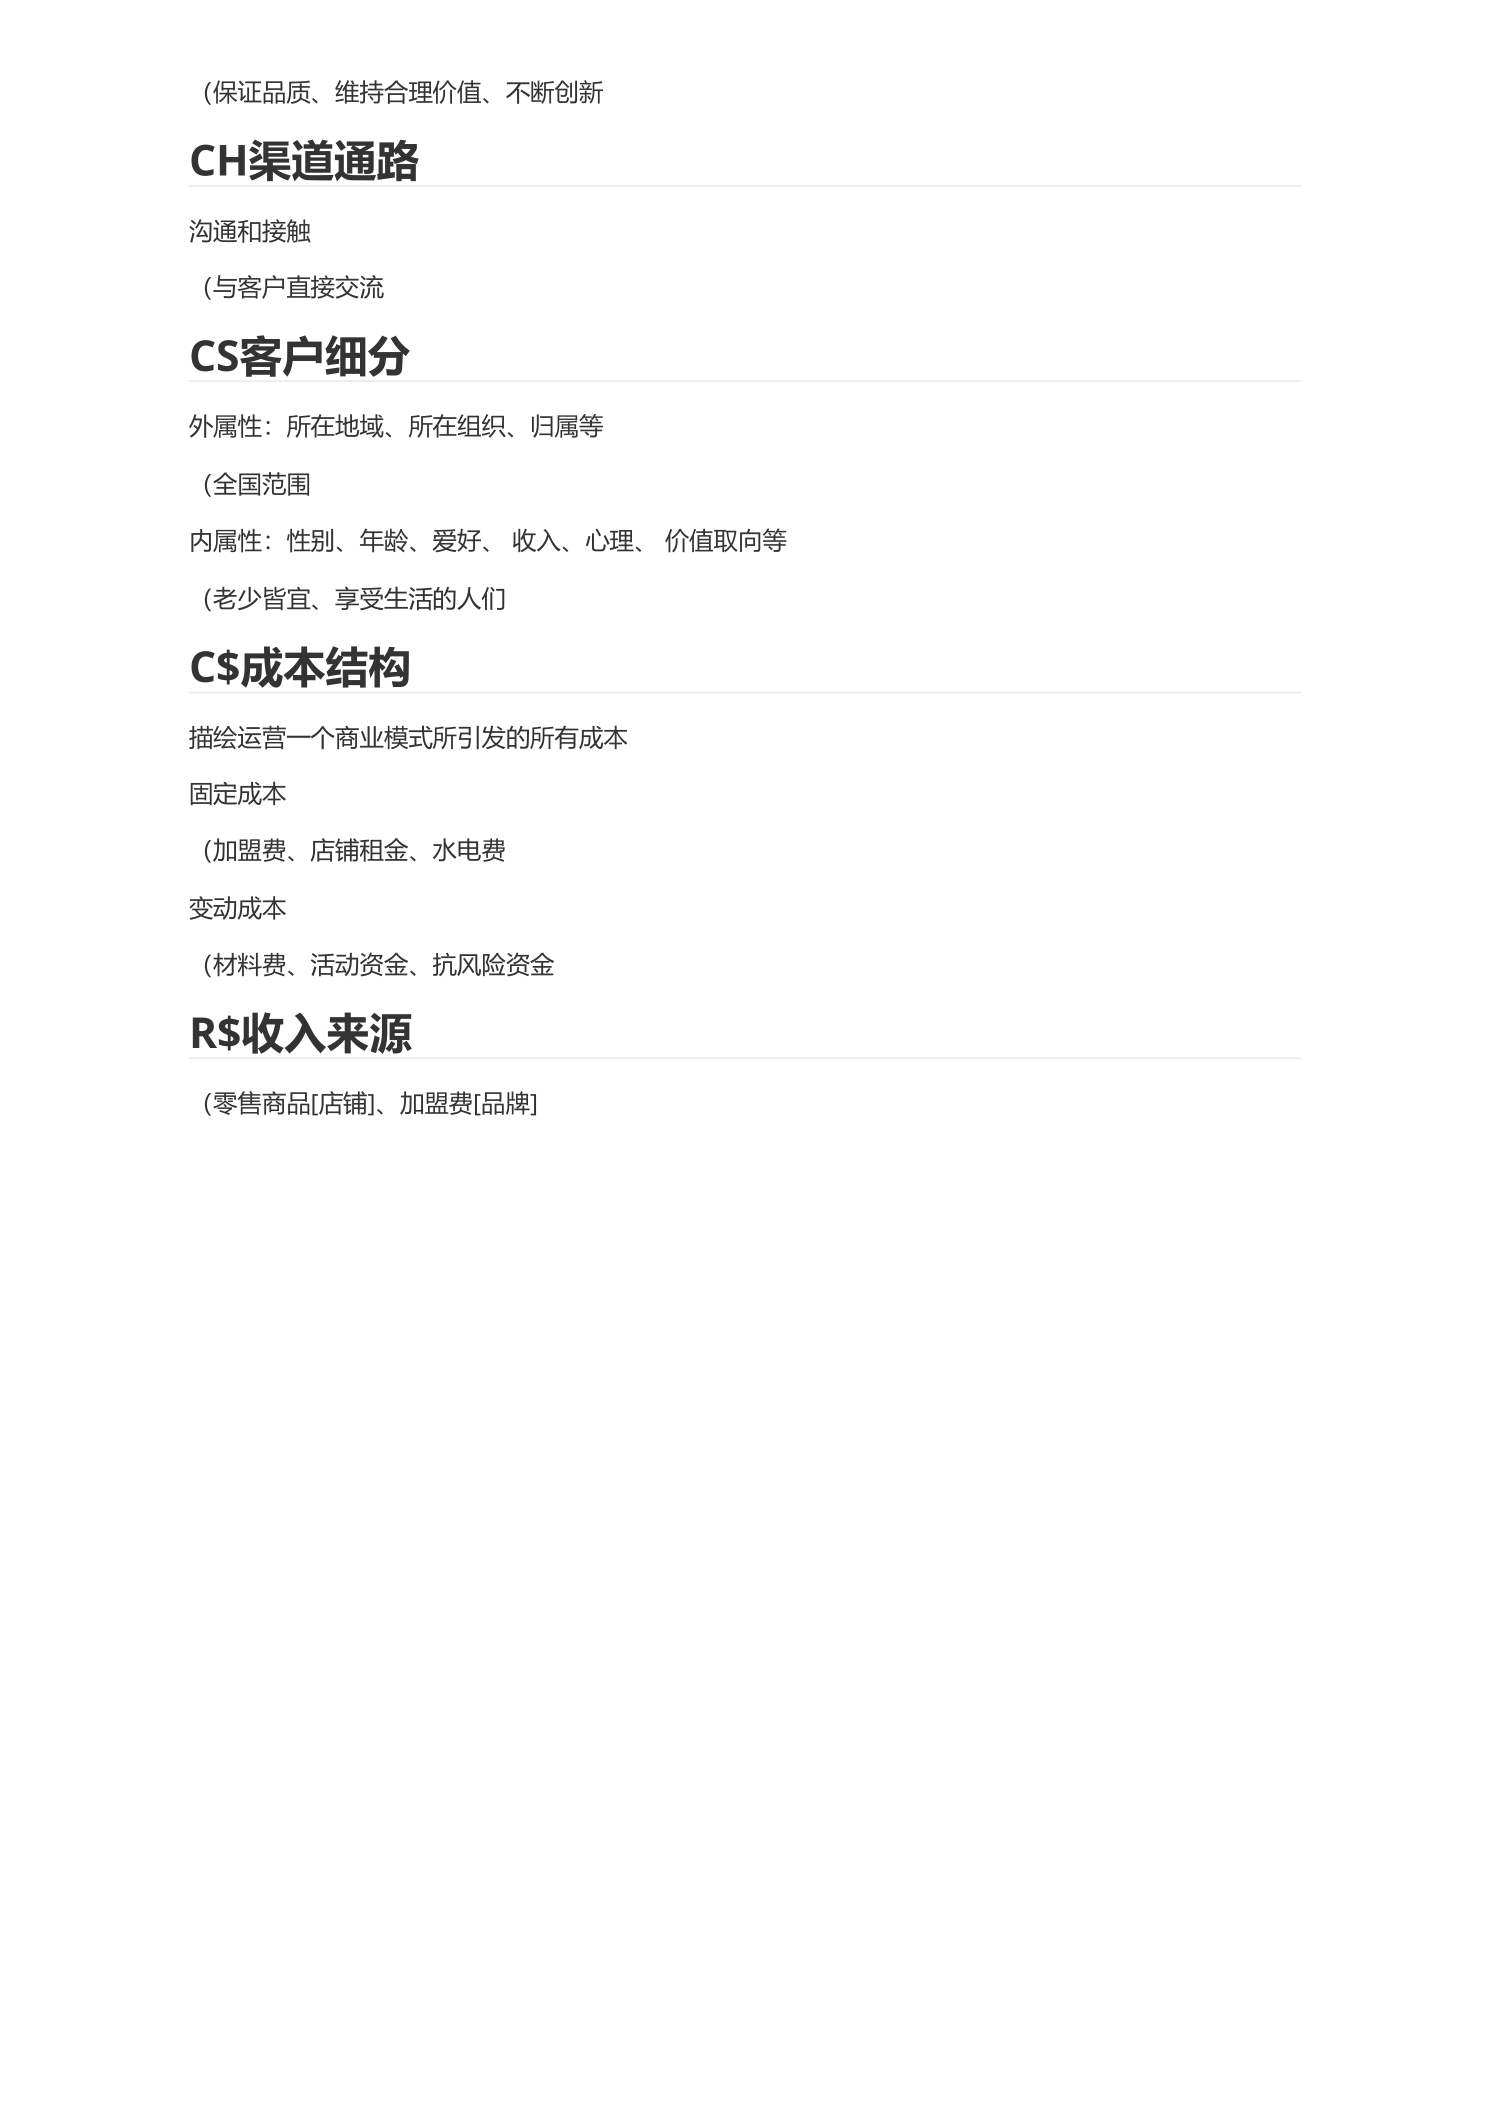 （保证品质、维持合理价值、不断创新
CH渠道通路
沟通和接触
（与客户直接交流
CS客户细分
外属性：所在地域、所在组织、归属等
（全国范围
内属性：性别、年龄、爱好、 收入、心理、 价值取向等
（老少皆宜、享受生活的人们
C$成本结构
描绘运营一个商业模式所引发的所有成本
固定成本
（加盟费、店铺租金、水电费
变动成本
（材料费、活动资金、抗风险资金
R$收入来源
（零售商品[店铺]、加盟费[品牌]